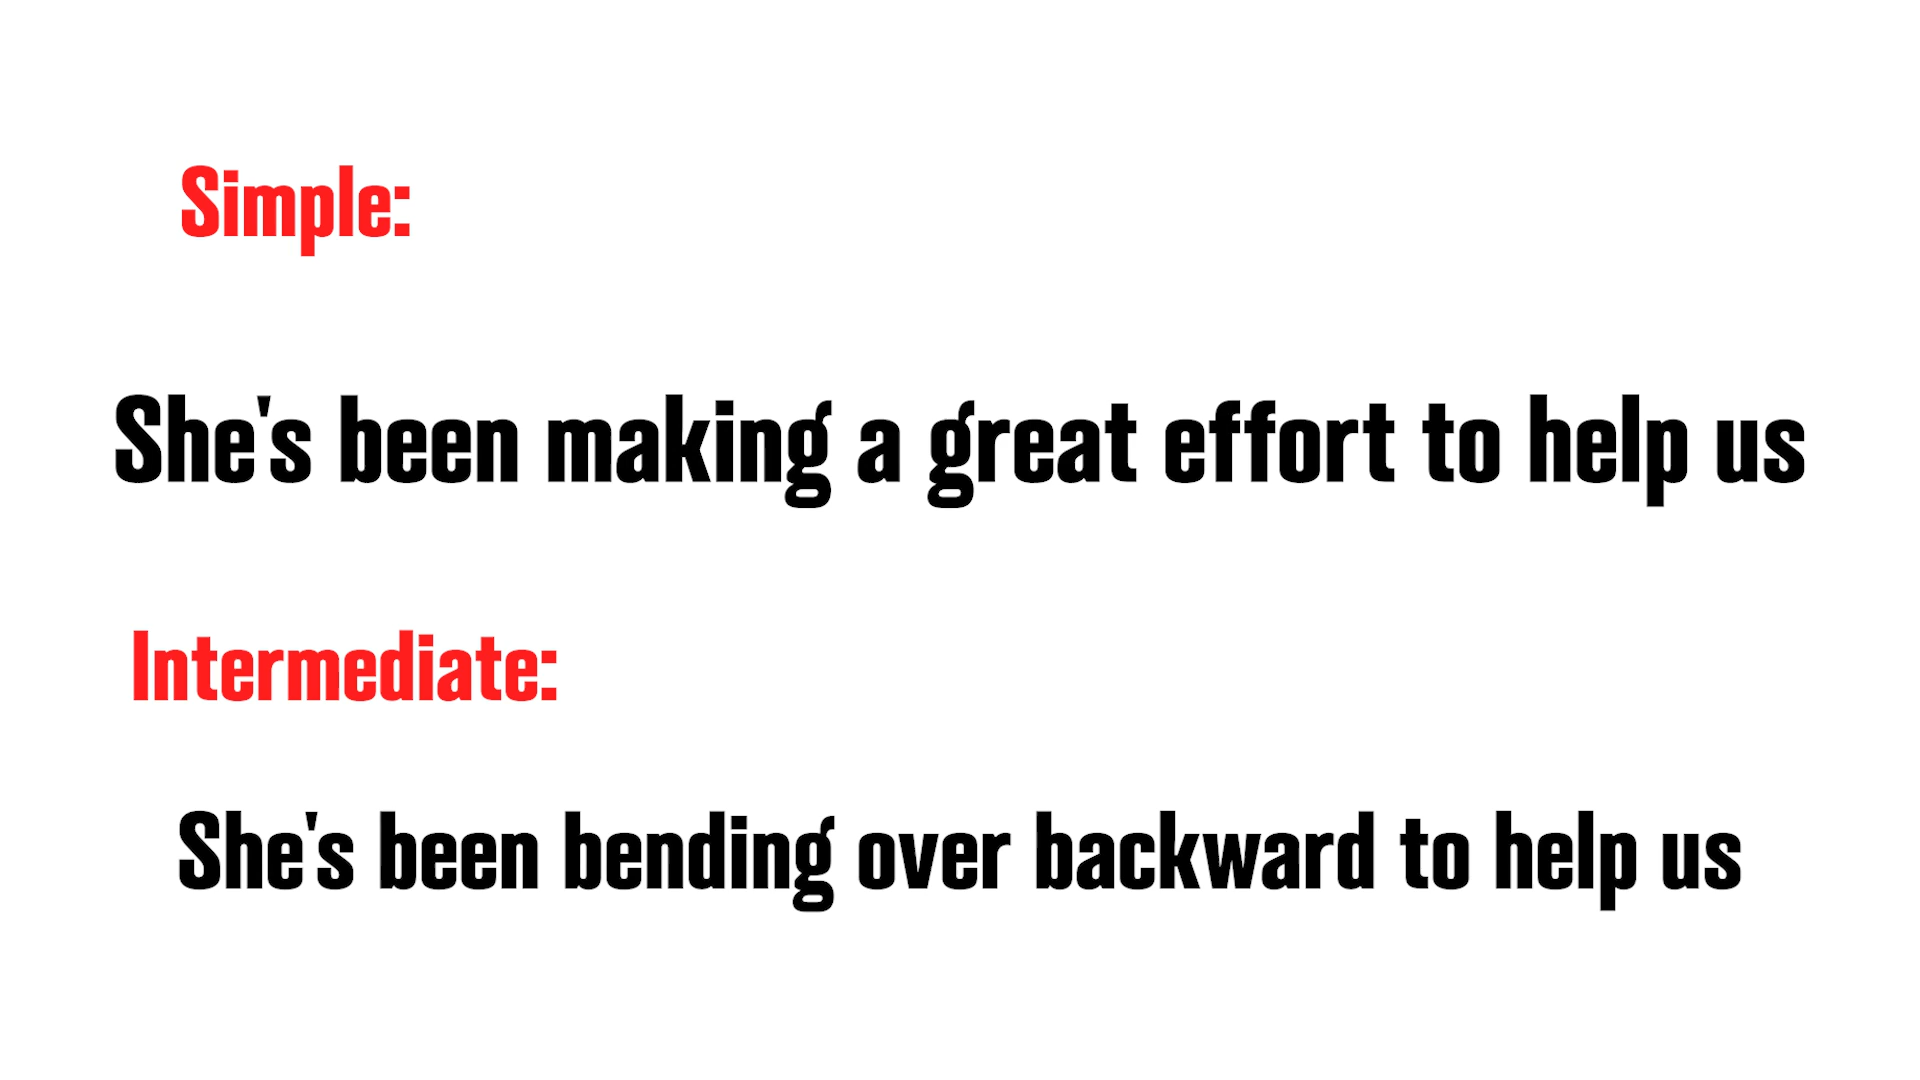 Simple:
She's been making a great effort to help us
Intermediate:
She's been bending over backward to help us